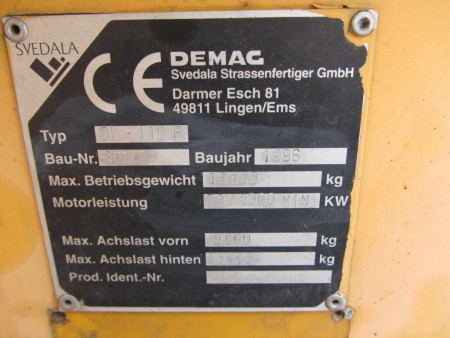 SVEDALA
DEMAG
Svedala Strassenfertiger GmbH
CE
Darmer Esch 81
49811 Lingen/Ems
Typ
Bau-Nr. Baujahr 1996
Max. Betriebsgewicht kg
Motorleistung MIN KW
Max. Achslast vorn kg
Max. Achslast hinten kg
Prod. Ident.-Nr.